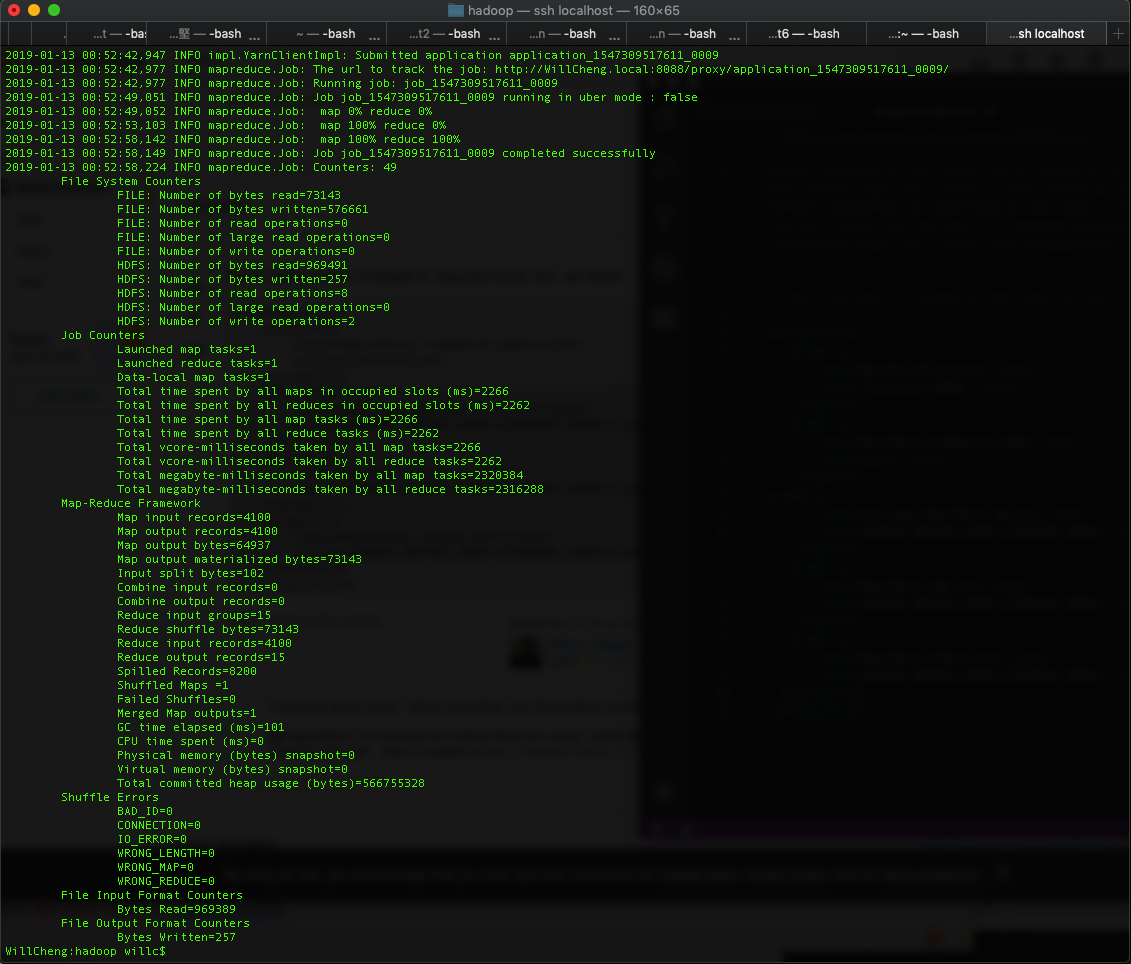 hadoop — ssh localhost — 160×65
...t — -bas ...堅 — -bash ... ~ — -bash ... ...t2 — -bash ... ...n — -bash ... ...n — -bash ... ...t6 — -bash ...:~ — -bash ...sh localhost +
2019-01-13 00:52:42,947 INFO impl.YarnClientImpl: Submitted application application_1547309517611_0009
2019-01-13 00:52:42,977 INFO mapreduce.Job: The url to track the job: http://WillCheng.local:8088/proxy/application_1547309517611_0009/
2019-01-13 00:52:42,977 INFO mapreduce.Job: Running job: job_1547309517611_0009
2019-01-13 00:52:49,051 INFO mapreduce.Job: Job job_1547309517611_0009 running in uber mode : false
2019-01-13 00:52:49,052 INFO mapreduce.Job:  map 0% reduce 0%
2019-01-13 00:52:53,103 INFO mapreduce.Job:  map 100% reduce 0%
2019-01-13 00:52:58,142 INFO mapreduce.Job:  map 100% reduce 100%
2019-01-13 00:52:58,149 INFO mapreduce.Job: Job job_1547309517611_0009 completed successfully
2019-01-13 00:52:58,224 INFO mapreduce.Job: Counters: 49
File System Counters
FILE: Number of bytes read=73143
FILE: Number of bytes written=576661
FILE: Number of read operations=0
FILE: Number of large read operations=0
FILE: Number of write operations=0
HDFS: Number of bytes read=969491
HDFS: Number of bytes written=257
HDFS: Number of read operations=8
HDFS: Number of large read operations=0
HDFS: Number of write operations=2
Job Counters
Launched map tasks=1
Launched reduce tasks=1
Data-local map tasks=1
Total time spent by all maps in occupied slots (ms)=2266
Total time spent by all reduces in occupied slots (ms)=2262
Total time spent by all map tasks (ms)=2266
Total time spent by all reduce tasks (ms)=2262
Total vcore-milliseconds taken by all map tasks=2266
Total vcore-milliseconds taken by all reduce tasks=2262
Total megabyte-milliseconds taken by all map tasks=2320384
Total megabyte-milliseconds taken by all reduce tasks=2316288
Map-Reduce Framework
Map input records=4100
Map output records=4100
Map output bytes=64937
Map output materialized bytes=73143
Input split bytes=102
Combine input records=0
Combine output records=0
Reduce input groups=15
Reduce shuffle bytes=73143
Reduce input records=4100
Reduce output records=15
Spilled Records=8200
Shuffled Maps =1
Failed Shuffles=0
Merged Map outputs=1
GC time elapsed (ms)=101
CPU time spent (ms)=0
Physical memory (bytes) snapshot=0
Virtual memory (bytes) snapshot=0
Total committed heap usage (bytes)=566755328
Shuffle Errors
BAD_ID=0
CONNECTION=0
IO_ERROR=0
WRONG_LENGTH=0
WRONG_MAP=0
WRONG_REDUCE=0
File Input Format Counters
Bytes Read=969389
File Output Format Counters
Bytes Written=257
WillCheng:hadoop willc$